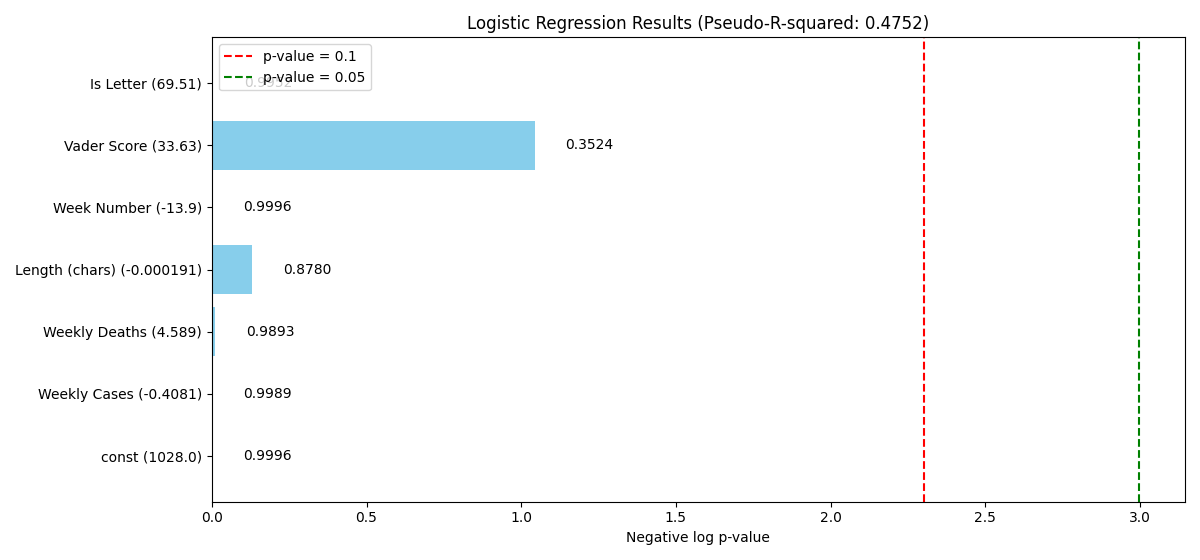 Logistic Regression Results (Pseudo-R-squared: 0.4752)
p-value = 0.1
p-value = 0.05
Is Letter (69.51)
Vader Score (33.63) 0.3524
Week Number (-13.9) 0.9996
Length (chars) (-0.000191) 0.8780
Weekly Deaths (4.589) 0.9893
Weekly Cases (-0.4081) 0.9989
const (1028.0) 0.9996
0.0 0.5 1.0 1.5 2.0 2.5 3.0
Negative log p-value